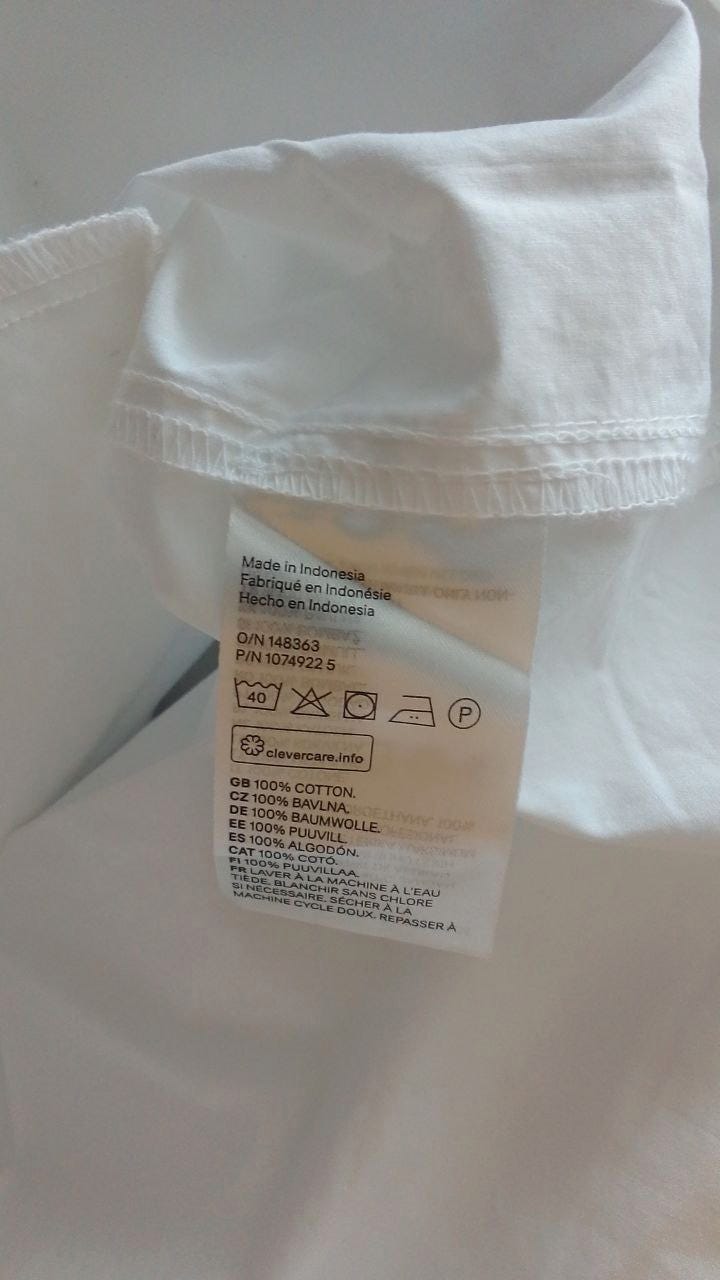 Made in Indonesia
Fabriqué en Indonésie
Hecho en Indonesia
O/N 148363
P/N 1074922 5
40
P
clevercare.info
GB 100% COTTON.
CZ 100% BAVLNA.
DE 100% BAUMWOLLE.
EE 100% PUUVILL.
ES 100% ALGODÓN.
CAT 100% COTÓ.
FI 100% PUUVILLAA.
FR LAVER À LA MACHINE À L'EAU
TIÈDE. BLANCHIR SANS CHLORE
SI NÉCESSAIRE. SÉCHER À LA
MACHINE CYCLE DOUX. REPASSER À